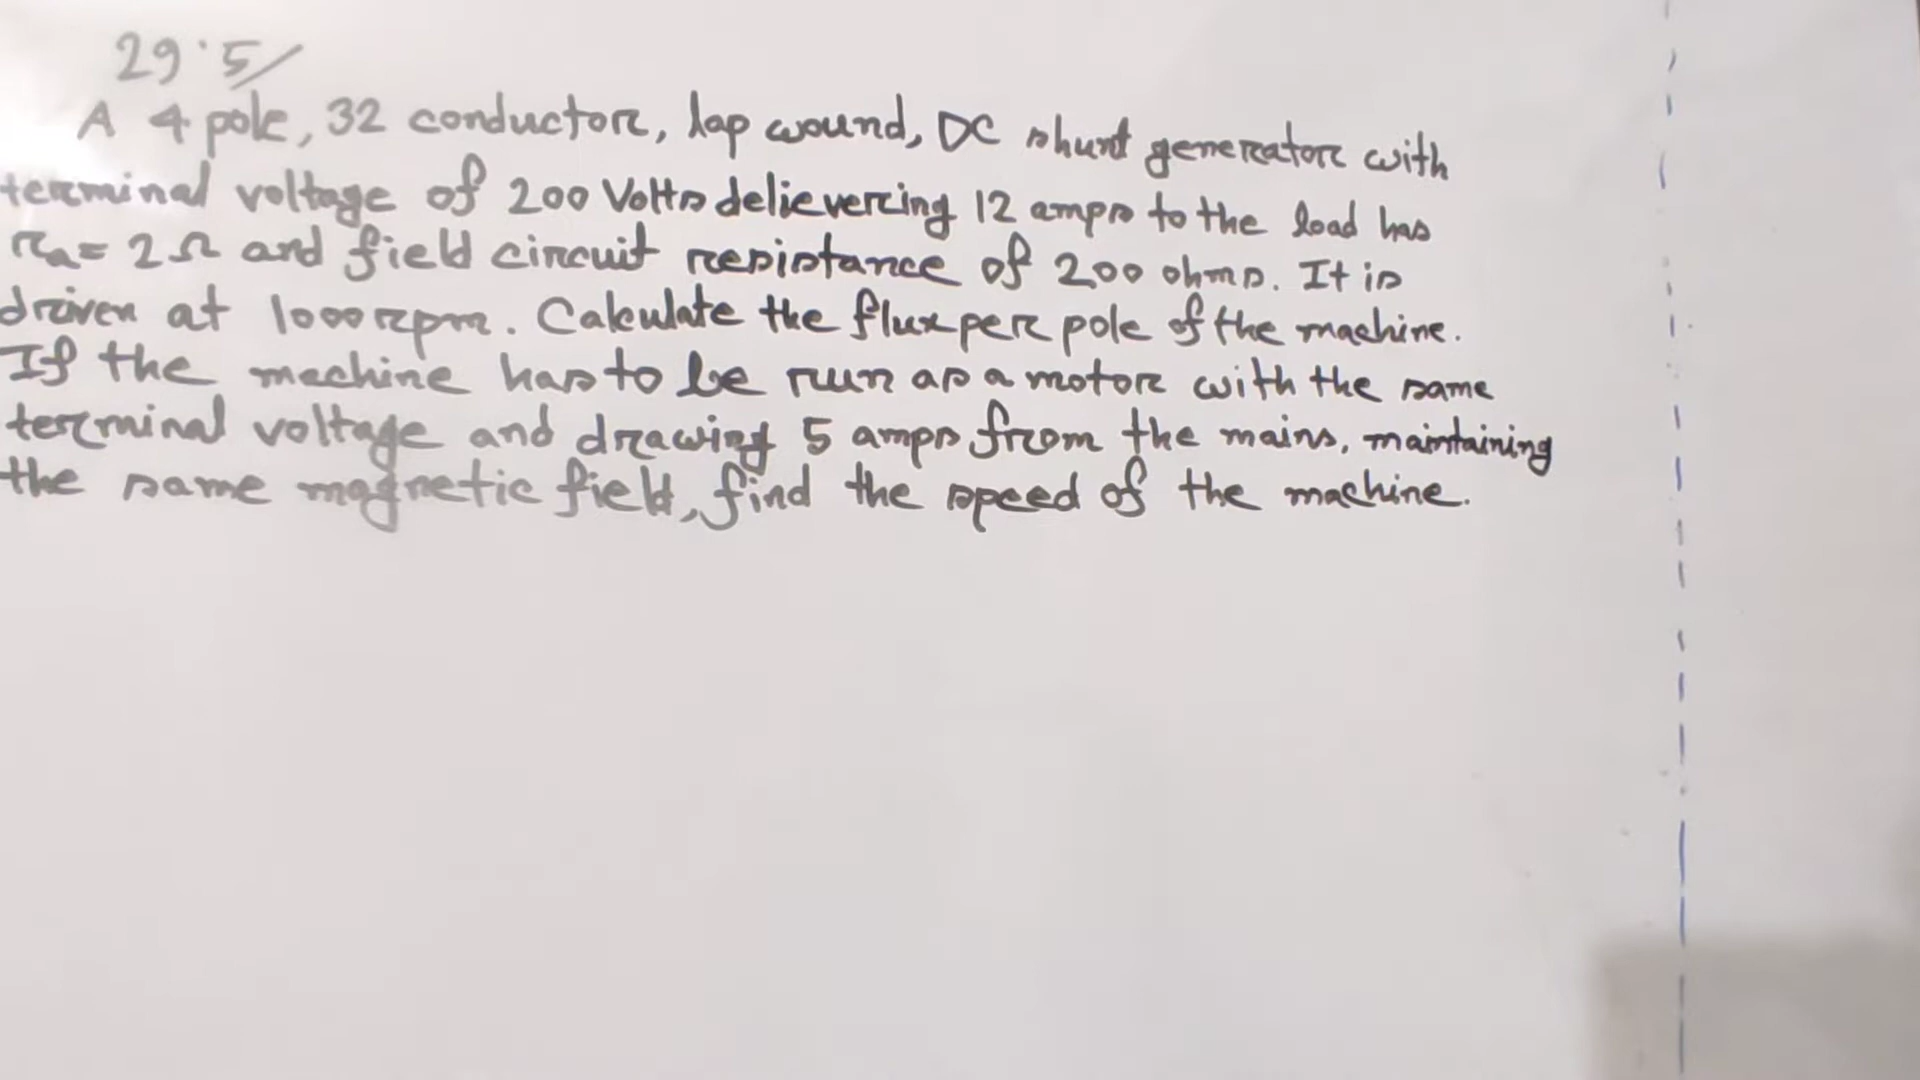 29.5/
A 4 pole, 32 conductor, lap wound, DC shunt generator with
terminal voltage of 200 Volts delievering 12 amps to the load has
ra = 2Ω and field circuit resistance of 200 ohms. It is
driven at 1000 rpm. Calculate the flux per pole of the machine.
If the machine has to be run as a motor with the same
terminal voltage and drawing 5 amps from the mains, maintaining
the same magnetic field, find the speed of the machine.